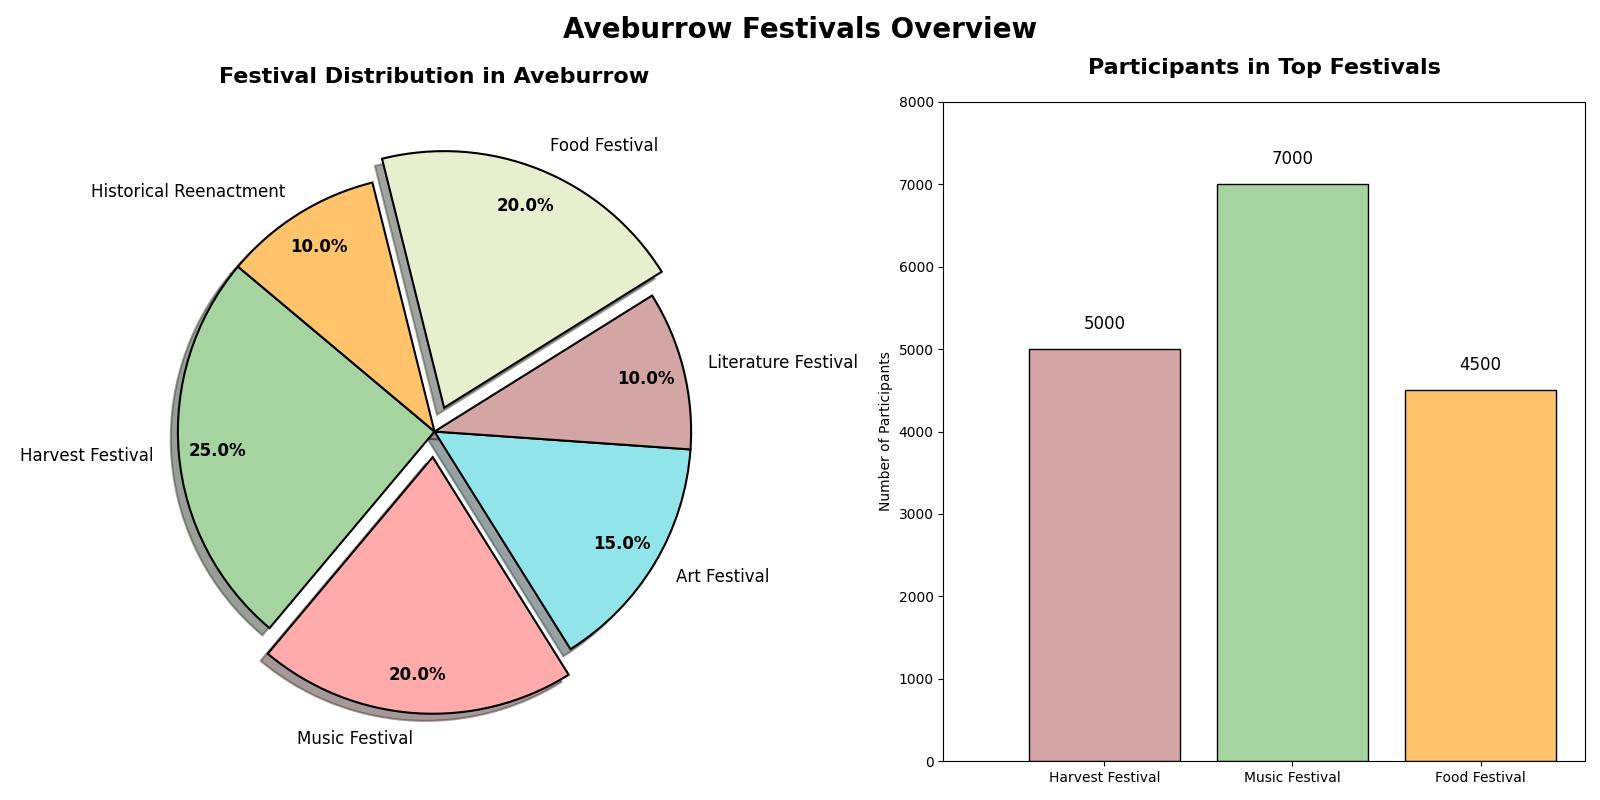 Aveburrow Festivals Overview
Festival Distribution in Aveburrow
Food Festival
Historical Reenactment
20.0%
10.0%
Literature Festival
10.0%
Harvest Festival
25.0%
15.0%
Art Festival
20.0%
Music Festival
Participants in Top Festivals
8000
7000
6000
5000
4000
3000
2000
1000
0
Number of Participants
5000
7000
4500
Harvest Festival
Music Festival
Food Festival